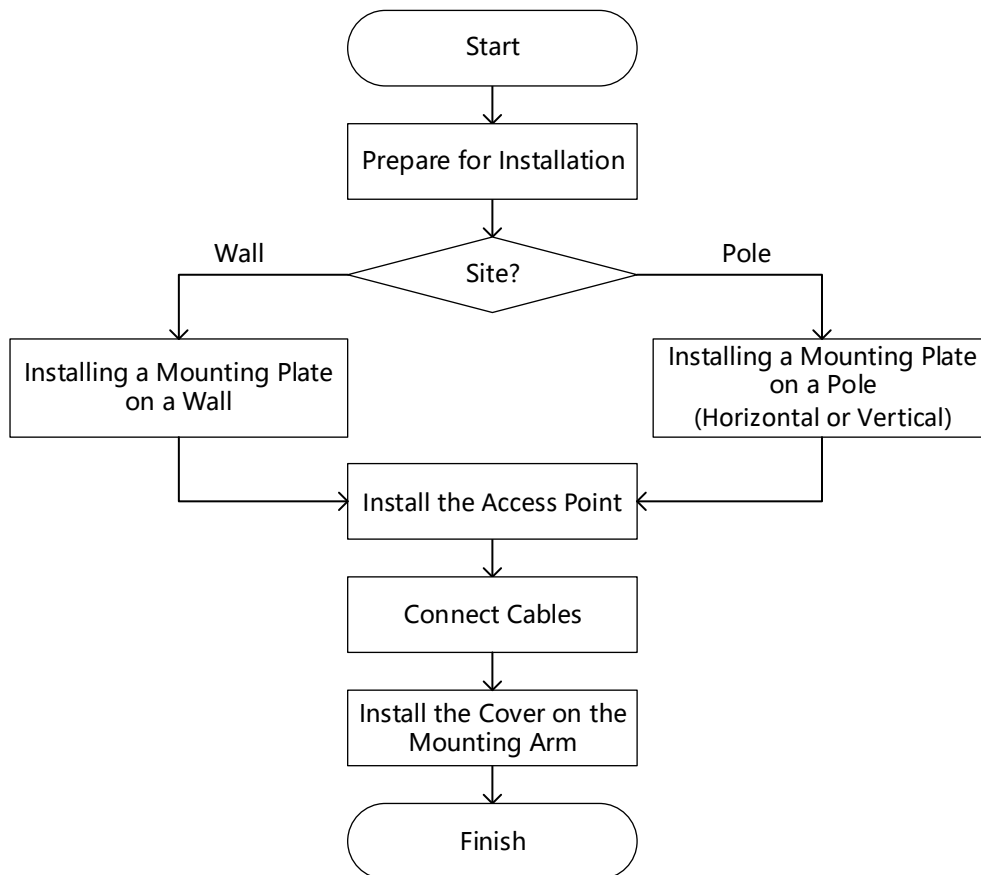 Start
Prepare for Installation
Wall
Pole
Site?
Installing a Mounting Plate
on a Wall
Installing a Mounting Plate
on a Pole
(Horizontal or Vertical)
Install the Access Point
Connect Cables
Install the Cover on the
Mounting Arm
Finish